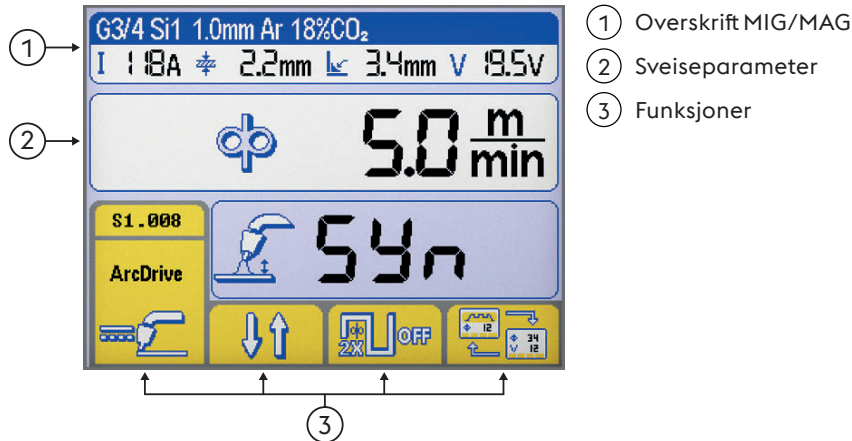 G3/4 Si1 1.0mm Ar 18%CO₂
I 118A 2.2mm 3.4mm V 19.5V
5.0 m/min
S1.008
ArcDrive
Syn
2X OFF
Φ 12
Φ 34
V 12
1 Overskrift MIG/MAG
2 Sveiseparameter
3 Funksjoner
1
2
3